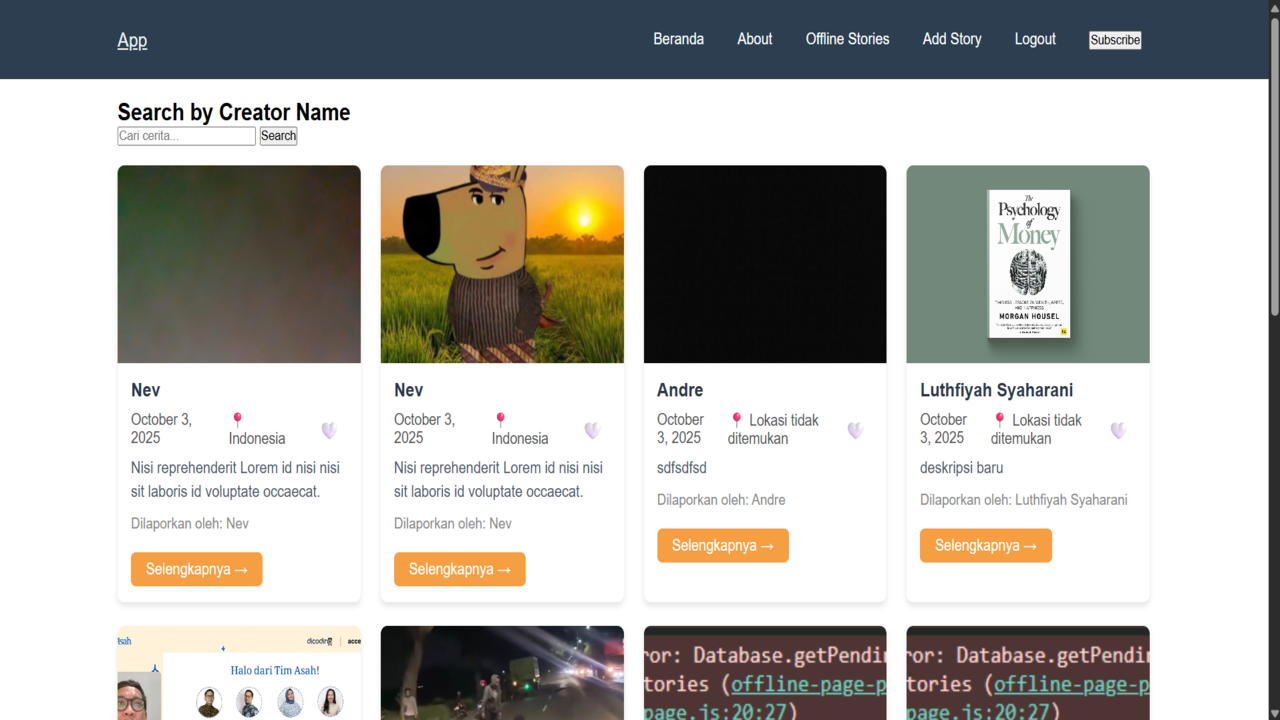 App
Beranda About Offline Stories Add Story Logout Subscribe
Search by Creator Name
Cari cerita... Search
The
Psychology
of
Money
MORGAN HOUSEL
Nev
October 3,
2025
📍
Indonesia
Nisi reprehenderit Lorem id nisi nisi
sit laboris id voluptate occaecat.
Dilaporkan oleh: Nev
Selengkapnya →
Nev
October 3,
2025
📍
Indonesia
Nisi reprehenderit Lorem id nisi nisi
sit laboris id voluptate occaecat.
Dilaporkan oleh: Nev
Selengkapnya →
Andre
October
3, 2025
📍 Lokasi tidak
ditemukan
sdfsdfsd
Dilaporkan oleh: Andre
Selengkapnya →
Luthfiyah Syaharani
October
3, 2025
📍 Lokasi tidak
ditemukan
deskripsi baru
Dilaporkan oleh: Luthfiyah Syaharani
Selengkapnya →
Asah dicoding acce
Halo dari Tim Asah!
ror: Database.getPendin
tories (offline-page-p
page.js:20:27)
ror: Database.getPendin
tories (offline-page-p
page.js:20:27)